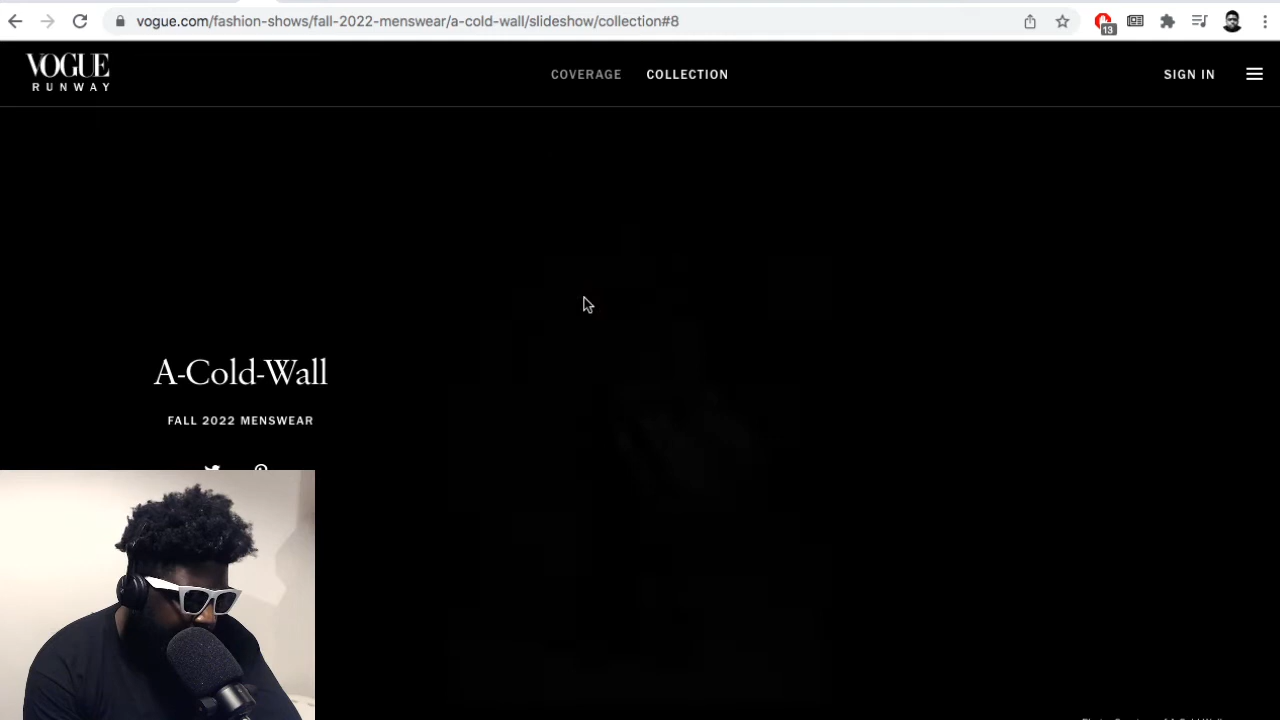 vogue.com/fashion-shows/fall-2022-menswear/a-cold-wall/slideshow/collection#8
13
VOGUE
RUNWAY
COVERAGE
COLLECTION
SIGN IN
A-Cold-Wall
FALL 2022 MENSWEAR